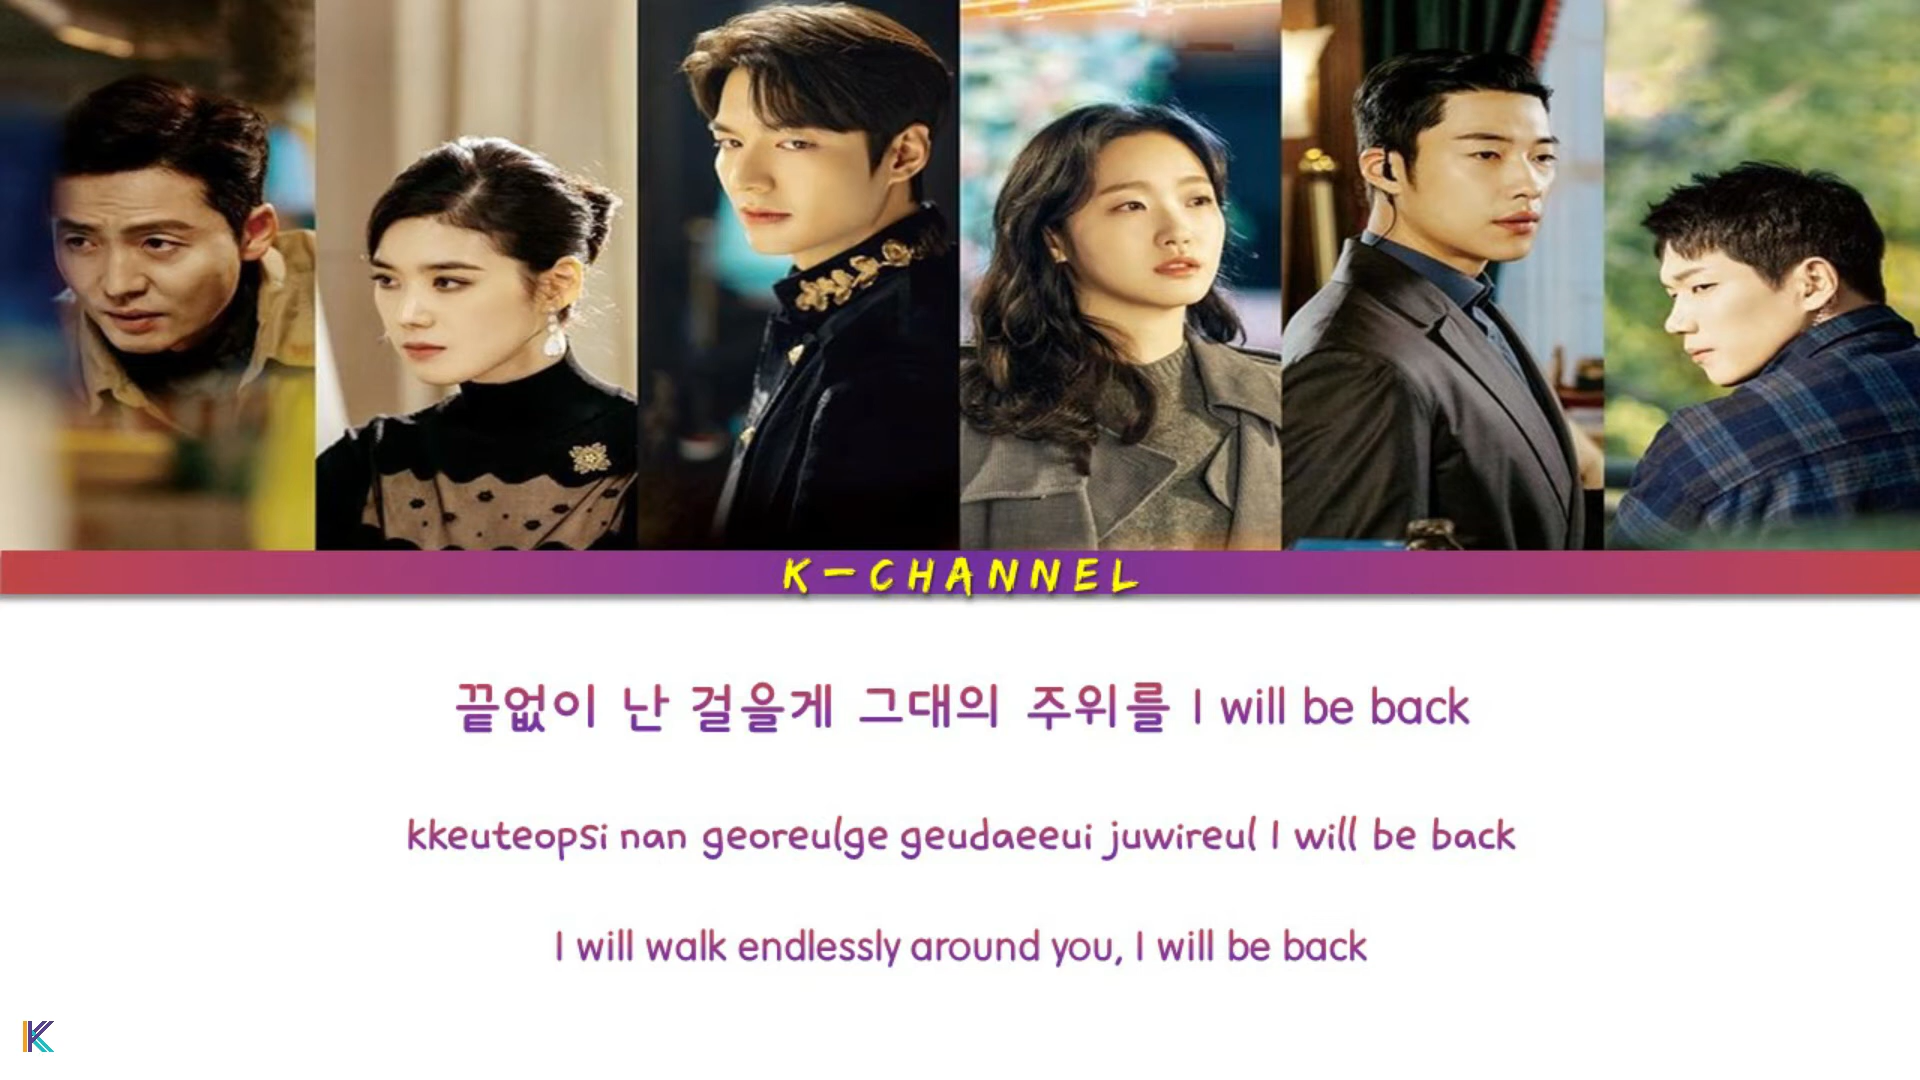 K-CHANNEL
끝없이 난 걸을게 그대의 주위를 I will be back
kkeuteopsi nan georeulge geudaeeui juwireul I will be back
I will walk endlessly around you, I will be back
K